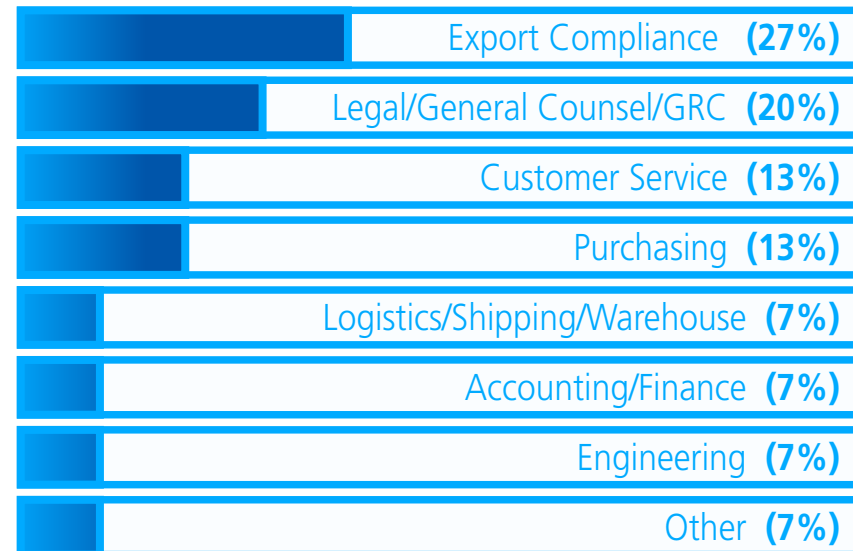 Export Compliance (27%)
Legal/General Counsel/GRC (20%)
Customer Service (13%)
Purchasing (13%)
Logistics/Shipping/Warehouse (7%)
Accounting/Finance (7%)
Engineering (7%)
Other (7%)